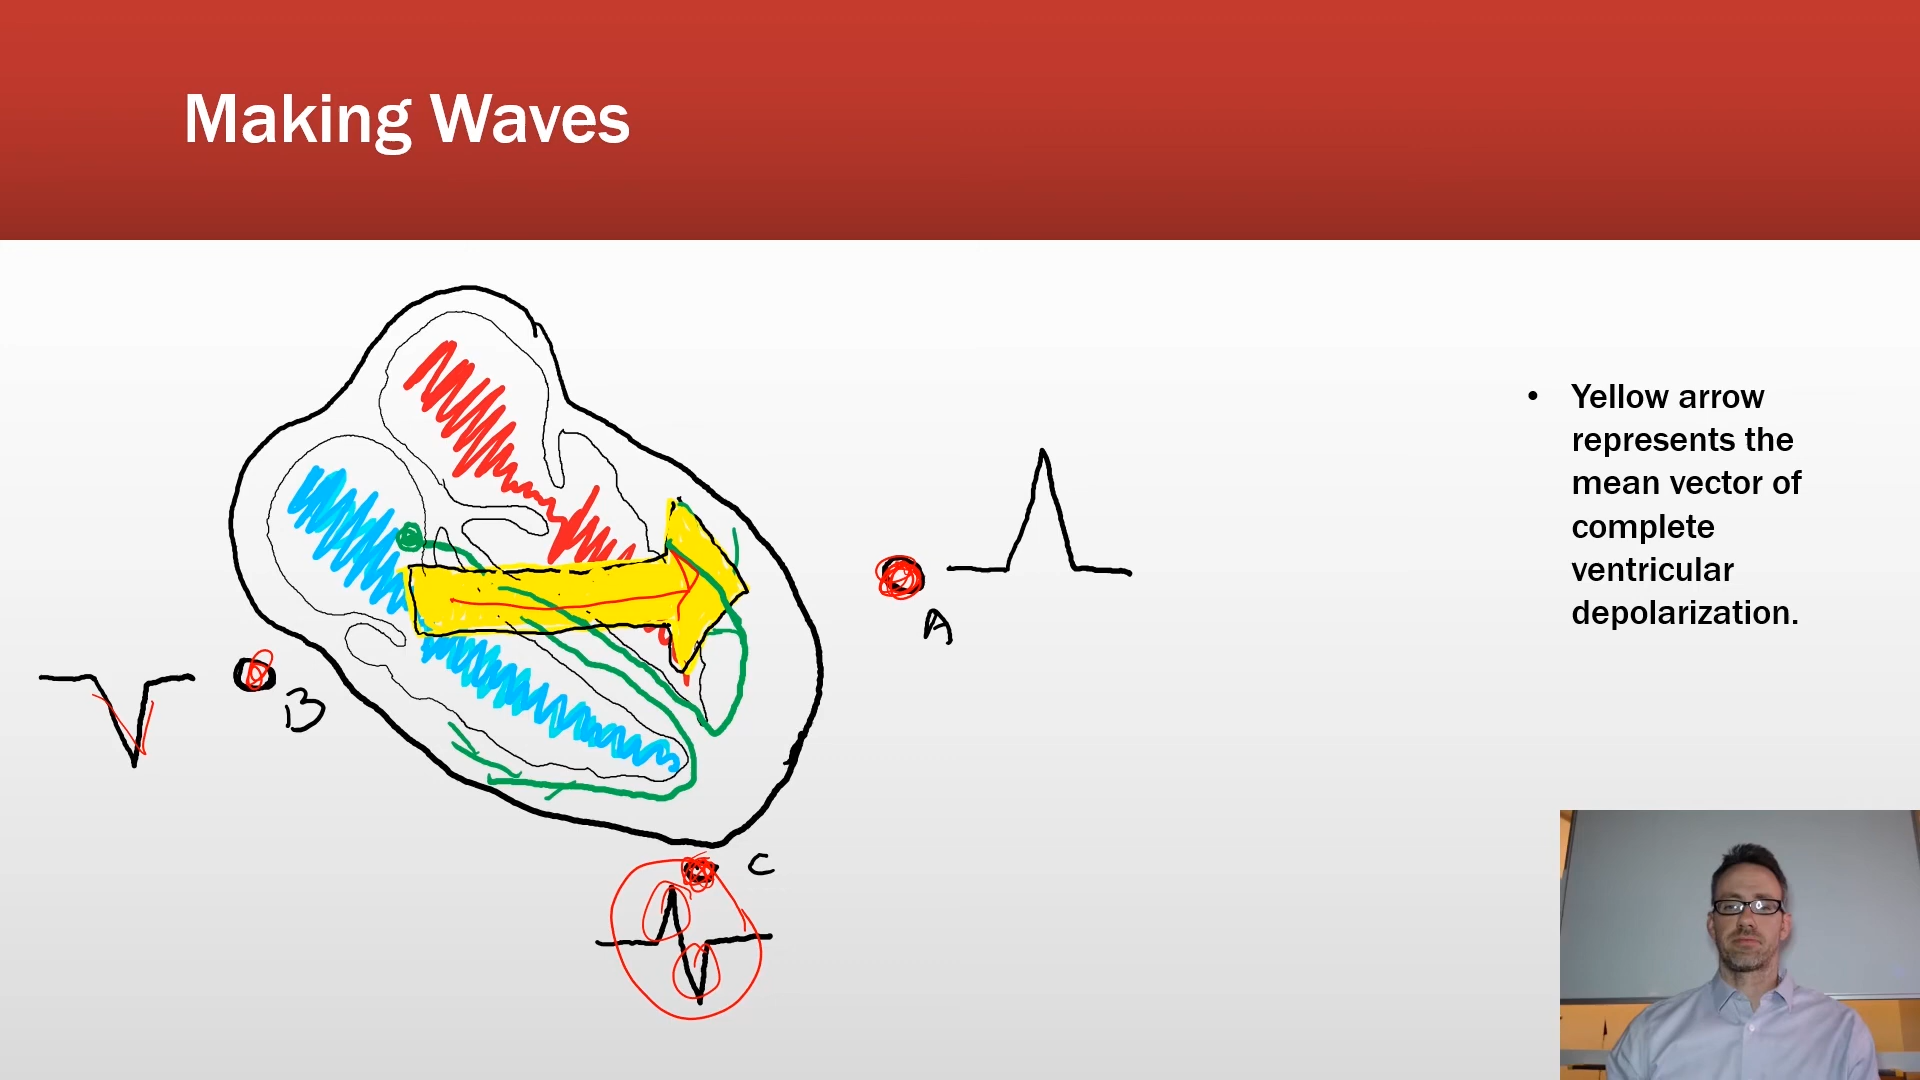 Making Waves
• Yellow arrow
represents the
mean vector of
complete
ventricular
depolarization.
A
B
C